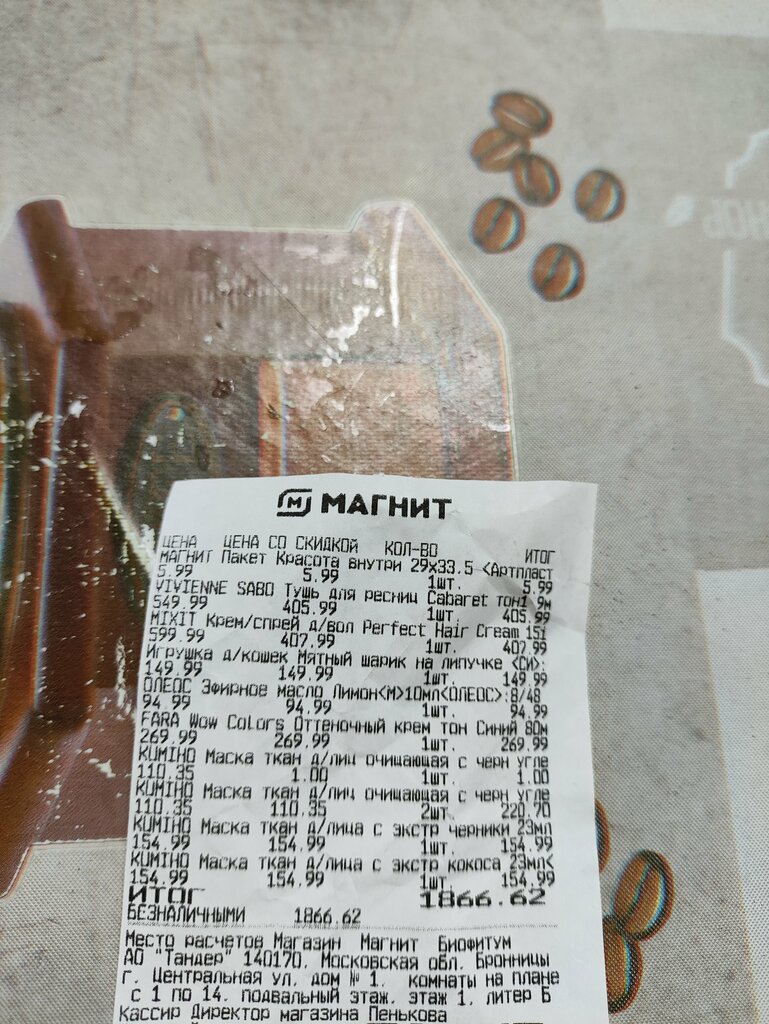 МАГНИТ
ЦЕНА ЦЕНА СО СКИДКОЙ КОЛ-ВО ИТОГ
МАГНИТ Пакет Красота внутри 29x33.5 <Артпласт
5.99 5.99 1шт. 5.99
VIVIENNE SABO Тушь для ресниц Cabaret тон1 9м
549.99 405.99 1шт. 405.99
MIXIT Крем/спрей д/вол Perfect Hair Cream 15i
599.99 407.99 1шт. 407.99
Игрушка д/кошек Мятный шарик на липучке <СИ>:
149.99 149.99 1шт. 149.99
ОЛЕОС Эфирное масло Лимон<М>10мл<ОЛЕОС>:8/48
94.99 94.99 1шт. 94.99
FARA Wow Colors Оттеночный крем тон Синий 80м
269.99 269.99 1шт. 269.99
KUMIHO Маска ткан д/лиц очищающая с черн угле
110.35 1.00 1шт. 1.00
KUMIHO Маска ткан д/лиц очищающая с черн угле
110.35 110.35 2шт. 220.70
KUMIHO Маска ткан д/лица с экстр черники 23мл
154.99 154.99 1шт. 154.99
KUMIHO Маска ткан д/лица с экстр кокоса 23мл<
154.99 154.99 1шт. 154.99
ИТОГ 1866.62
БЕЗНАЛИЧНЫМИ 1866.62
Место расчетов Магазин Магнит Биофитум
АО "Тандер" 140170, Московская обл. Бронницы
г, Центральная ул, дом № 1, комнаты на плане
с 1 по 14, подвальный этаж, этаж 1, литер Б
Кассир Директор магазина Пенькова